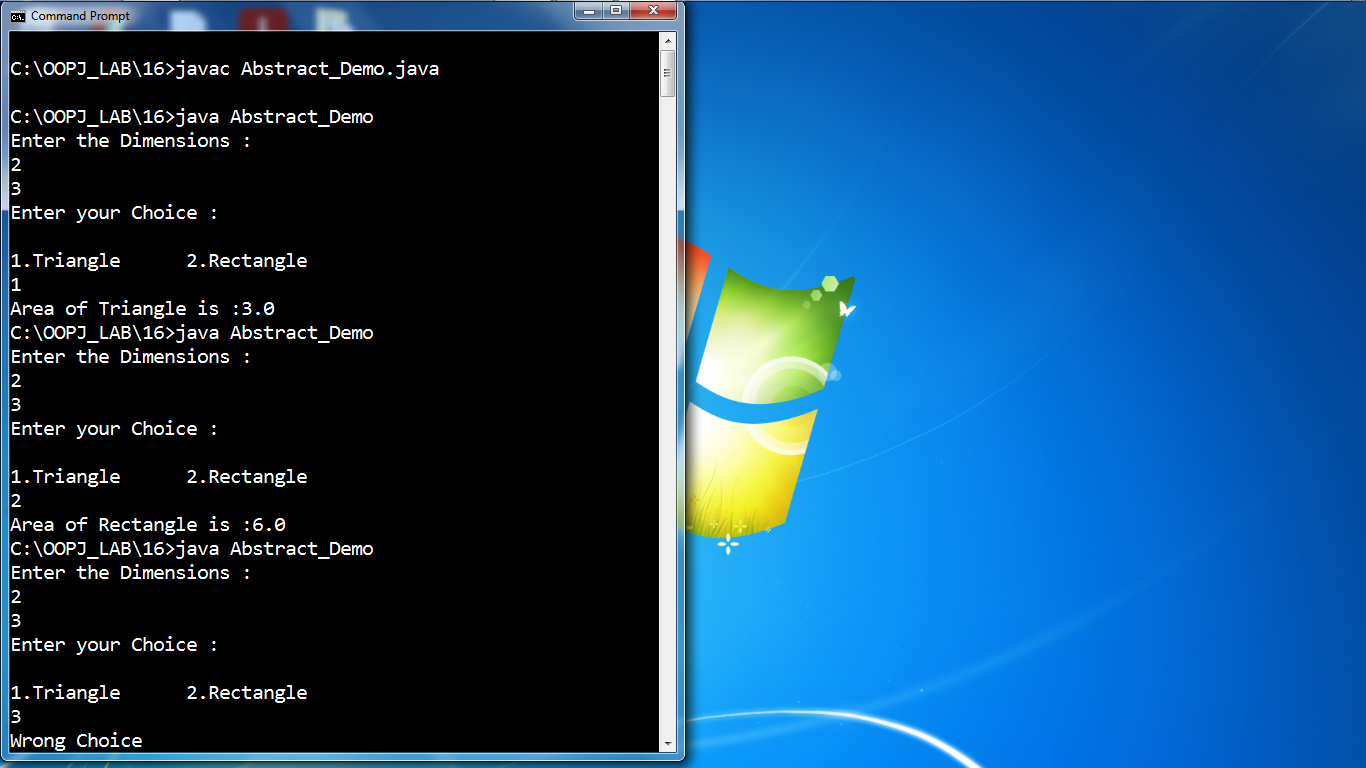 Command Prompt
C:\OOPJ_LAB\16>javac Abstract_Demo.java
C:\OOPJ_LAB\16>java Abstract_Demo
Enter the Dimensions :
2
3
Enter your Choice :
1.Triangle      2.Rectangle
1
Area of Triangle is :3.0
C:\OOPJ_LAB\16>java Abstract_Demo
Enter the Dimensions :
2
3
Enter your Choice :
1.Triangle      2.Rectangle
2
Area of Rectangle is :6.0
C:\OOPJ_LAB\16>java Abstract_Demo
Enter the Dimensions :
2
3
Enter your Choice :
1.Triangle      2.Rectangle
3
Wrong Choice